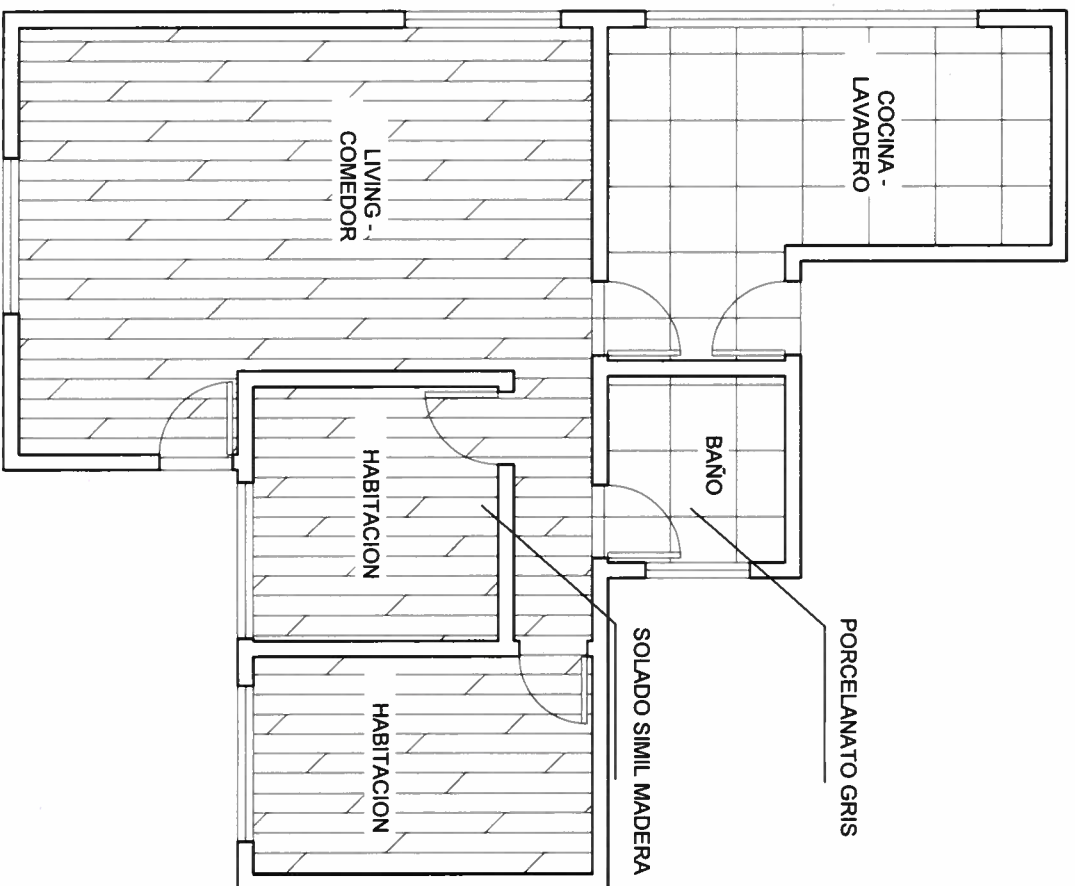 COCINA -
LAVADERO
LIVING -
COMEDOR
BAÑO
HABITACION
HABITACION
PORCELANATO GRIS
SOLADO SIMIL MADERA